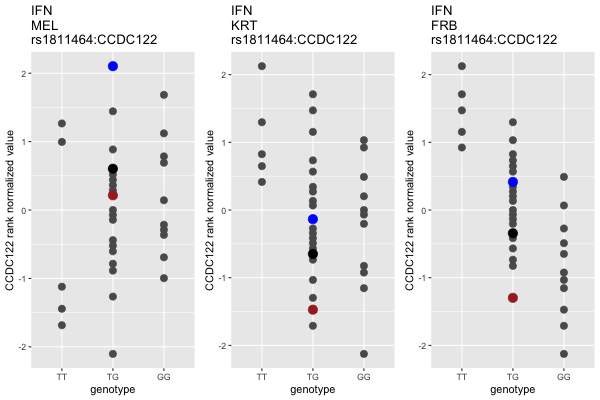 IFN
MEL
rs1811464:CCDC122
CCDC122 rank normalized value
2
1
0
-1
-2
TT TG GG
genotype
IFN
KRT
rs1811464:CCDC122
CCDC122 rank normalized value
2
1
0
-1
-2
TT TG GG
genotype
IFN
FRB
rs1811464:CCDC122
CCDC122 rank normalized value
2
1
0
-1
-2
TT TG GG
genotype